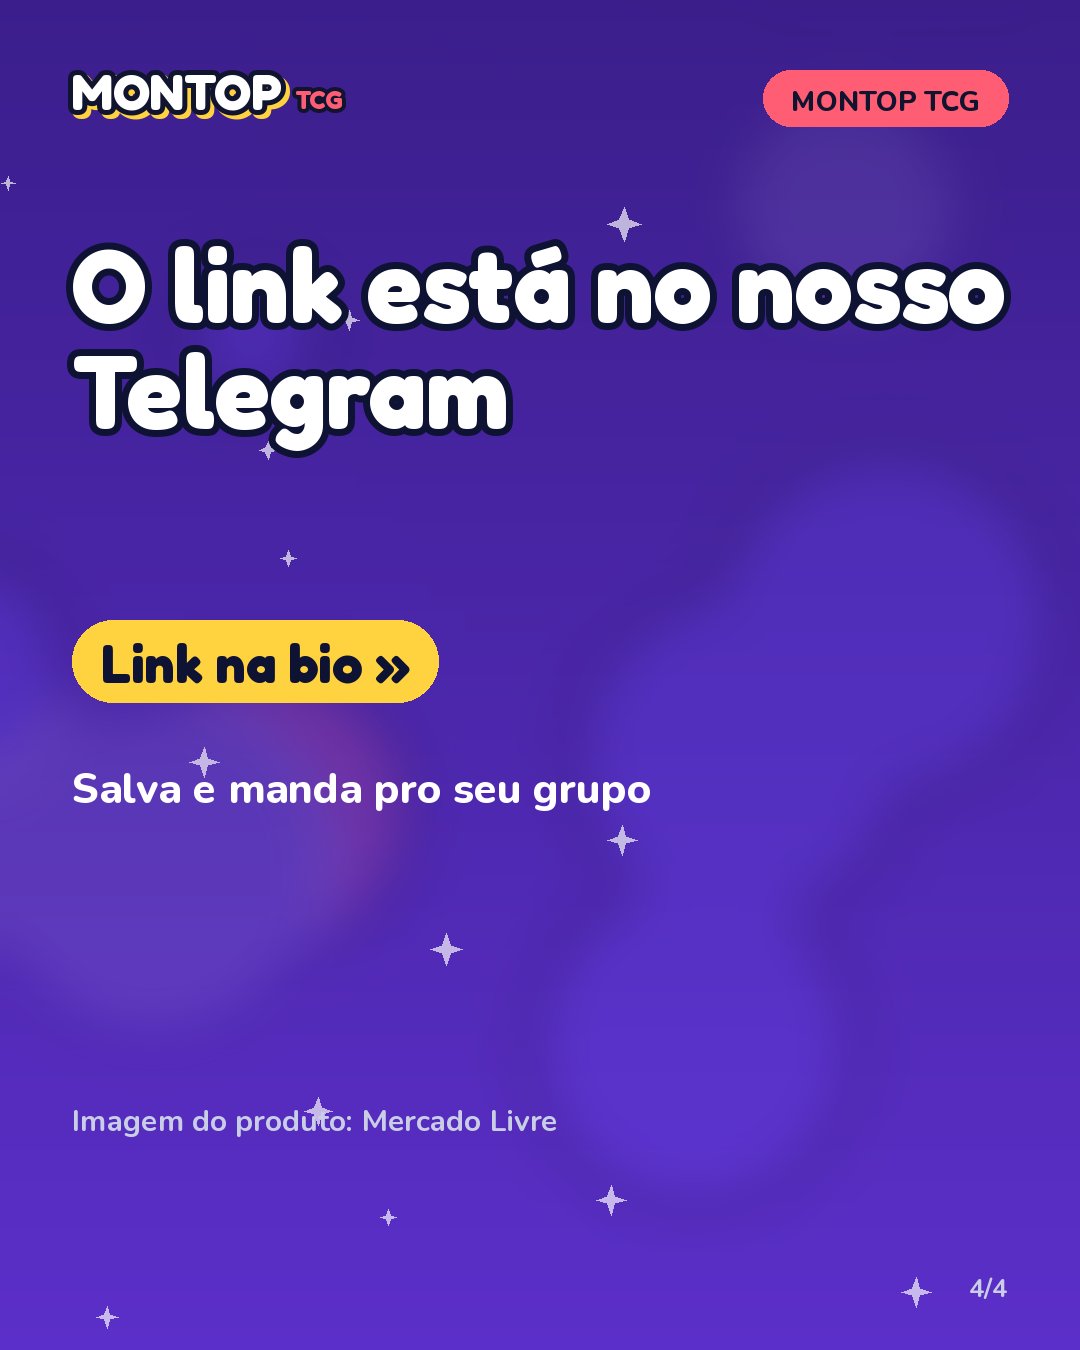 MONTOP TCG
MONTOP TCG
O link está no nosso
Telegram
Link na bio »
Salva e manda pro seu grupo
Imagem do produto: Mercado Livre
4/4